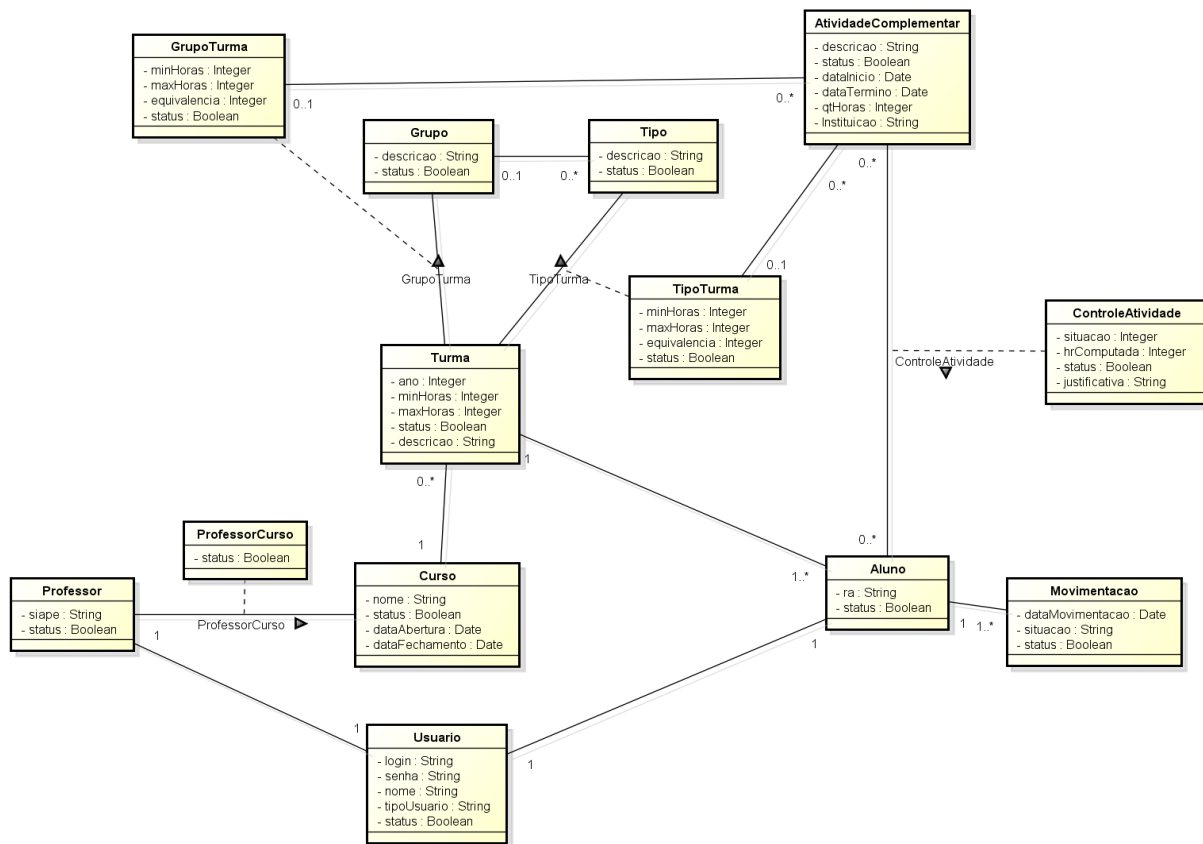 GrupoTurma
- minHoras : Integer
- maxHoras : Integer
- equivalencia : Integer
- status : Boolean
AtividadeComplementar
- descricao : String
- status : Boolean
- dataInicio : Date
- dataTermino : Date
- qtHoras : Integer
- Instituicao : String
0..1
0..*
Grupo
- descricao : String
- status : Boolean
Tipo
- descricao : String
- status : Boolean
0..1
0..*
0..*
0..*
0..1
GrupoTurma
TipoTurma
TipoTurma
- minHoras : Integer
- maxHoras : Integer
- equivalencia : Integer
- status : Boolean
ControleAtividade
- situacao : Integer
- hrComputada : Integer
- status : Boolean
- justificativa : String
ControleAtividade
Turma
- ano : Integer
- minHoras : Integer
- maxHoras : Integer
- status : Boolean
- descricao : String
1
0..*
1
0..*
1..*
ProfessorCurso
- status : Boolean
Professor
- siape : String
- status : Boolean
ProfessorCurso
Curso
- nome : String
- status : Boolean
- dataAbertura : Date
- dataFechamento : Date
Aluno
- ra : String
- status : Boolean
Movimentacao
- dataMovimentacao : Date
- situacao : String
- status : Boolean
1
1..*
1
1
1
1
Usuario
- login : String
- senha : String
- nome : String
- tipoUsuario : String
- status : Boolean